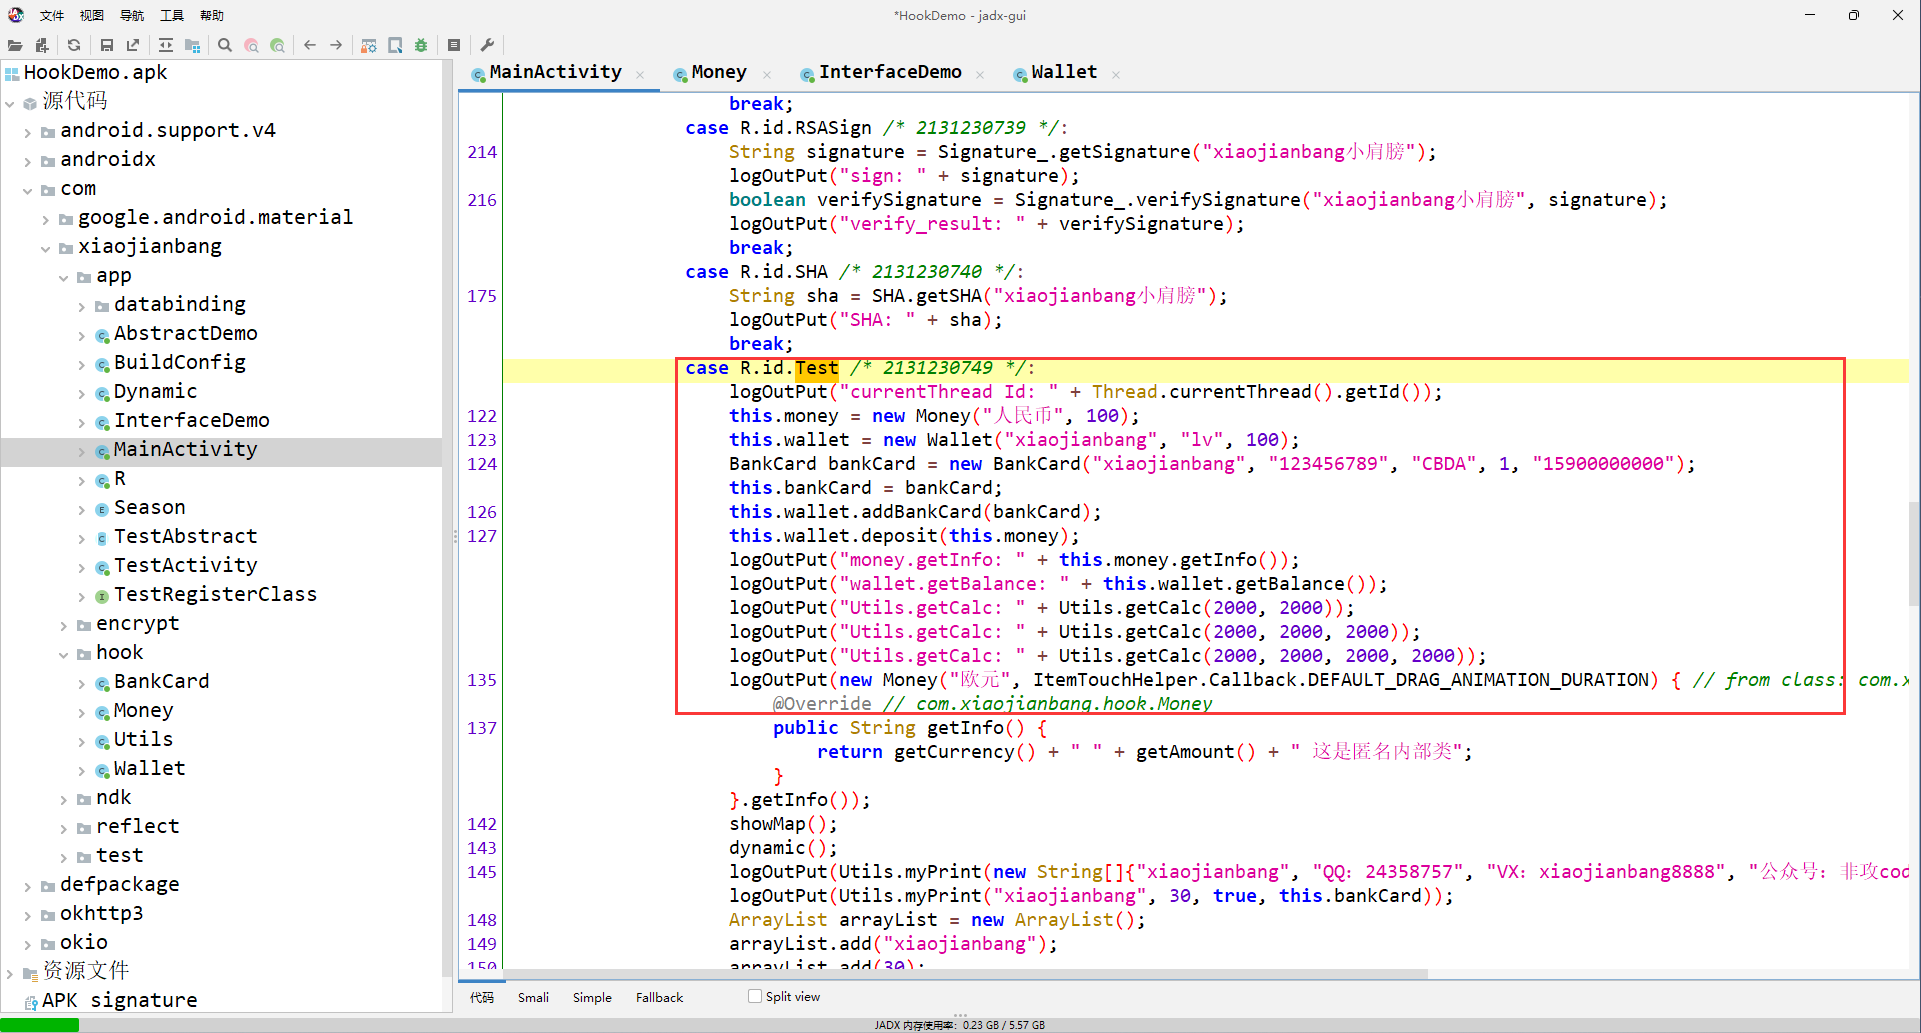 文件 视图 导航 工具 帮助
*HookDemo - jadx-gui
HookDemo.apk
源代码
android.support.v4
androidx
com
google.android.material
xiaojianbang
app
databinding
AbstractDemo
BuildConfig
Dynamic
InterfaceDemo
MainActivity
R
Season
TestAbstract
TestActivity
TestRegisterClass
encrypt
hook
BankCard
Money
Utils
Wallet
ndk
reflect
test
defpackage
okhttp3
okio
资源文件
APK signature
MainActivity Money InterfaceDemo Wallet
break;
case R.id.RSASign /* 2131230739 */:
214 String signature = Signature_.getSignature("xiaojianbang小肩膀");
logOutPut("sign: " + signature);
216 boolean verifySignature = Signature_.verifySignature("xiaojianbang小肩膀", signature);
logOutPut("verify_result: " + verifySignature);
break;
case R.id.SHA /* 2131230740 */:
175 String sha = SHA.getSHA("xiaojianbang小肩膀");
logOutPut("SHA: " + sha);
break;
case R.id.Test /* 2131230749 */:
logOutPut("currentThread Id: " + Thread.currentThread().getId());
122 this.money = new Money("人民币", 100);
123 this.wallet = new Wallet("xiaojianbang", "lv", 100);
124 BankCard bankCard = new BankCard("xiaojianbang", "123456789", "CBDA", 1, "15900000000");
this.bankCard = bankCard;
126 this.wallet.addBankCard(bankCard);
127 this.wallet.deposit(this.money);
logOutPut("money.getInfo: " + this.money.getInfo());
logOutPut("wallet.getBalance: " + this.wallet.getBalance());
logOutPut("Utils.getCalc: " + Utils.getCalc(2000, 2000));
logOutPut("Utils.getCalc: " + Utils.getCalc(2000, 2000, 2000));
logOutPut("Utils.getCalc: " + Utils.getCalc(2000, 2000, 2000, 2000));
135 logOutPut(new Money("欧元", ItemTouchHelper.Callback.DEFAULT_DRAG_ANIMATION_DURATION) { // from class: com.x
@Override // com.xiaojianbang.hook.Money
137 public String getInfo() {
return getCurrency() + " " + getAmount() + " 这是匿名内部类";
}
}.getInfo());
142 showMap();
143 dynamic();
145 logOutPut(Utils.myPrint(new String[]{"xiaojianbang", "QQ: 24358757", "VX: xiaojianbang8888", "公众号: 非攻cod
logOutPut(Utils.myPrint("xiaojianbang", 30, true, this.bankCard));
148 ArrayList arrayList = new ArrayList();
149 arrayList.add("xiaojianbang");
150 arrayList.add(30);
代码 Smali Simple Fallback Split view
JADX 内存使用率: 0.23 GB / 5.57 GB